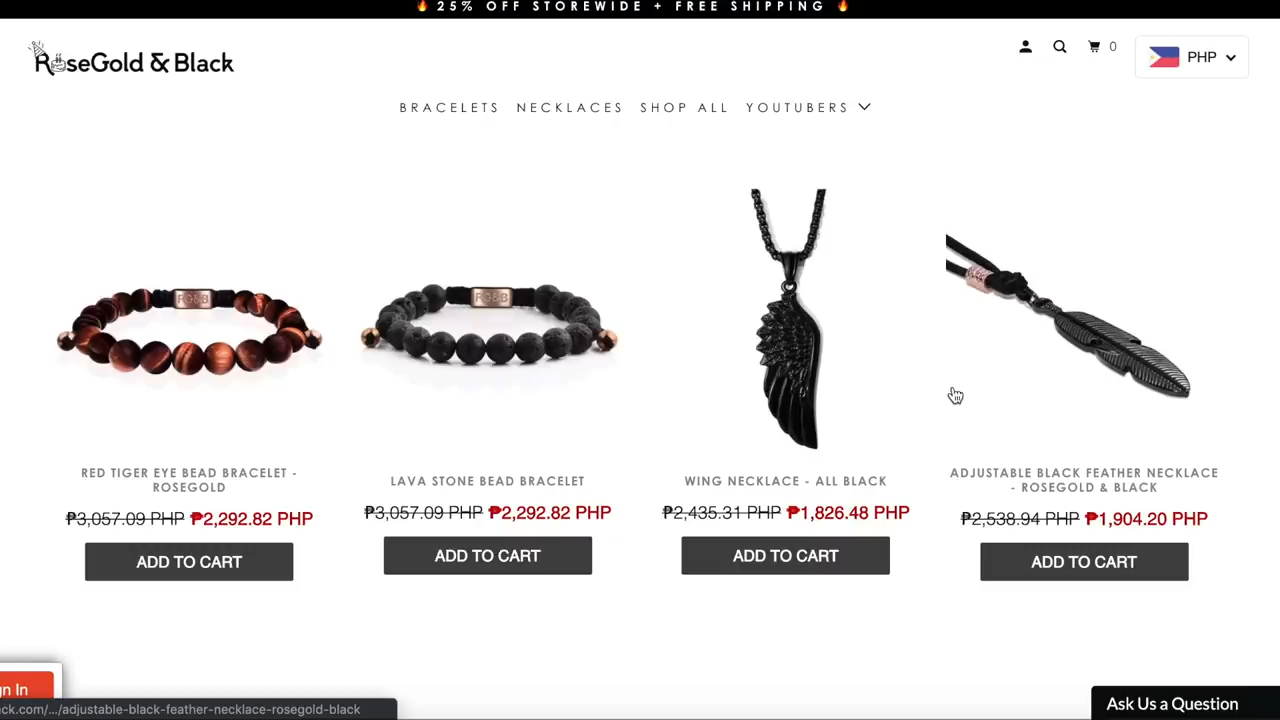 🔥 25% OFF STOREWIDE + FREE SHIPPING 🔥
RoseGold & Black
0
PHP
BRACELETS NECKLACES SHOP ALL YOUTUBERS
RG&B
RG&B
RED TIGER EYE BEAD BRACELET -
ROSEGOLD
₱3,057.09 PHP ₱2,292.82 PHP
ADD TO CART
LAVA STONE BEAD BRACELET
₱3,057.09 PHP ₱2,292.82 PHP
ADD TO CART
WING NECKLACE - ALL BLACK
₱2,435.31 PHP ₱1,826.48 PHP
ADD TO CART
ADJUSTABLE BLACK FEATHER NECKLACE
- ROSEGOLD & BLACK
₱2,538.94 PHP ₱1,904.20 PHP
ADD TO CART
gn In
ck.com/.../adjustable-black-feather-necklace-rosegold-black
Ask Us a Question